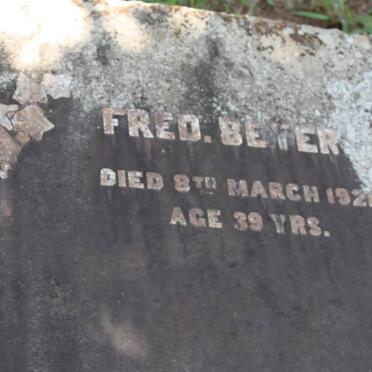 FRED.
DIED 8TH MARCH
AGE 39 YRS.